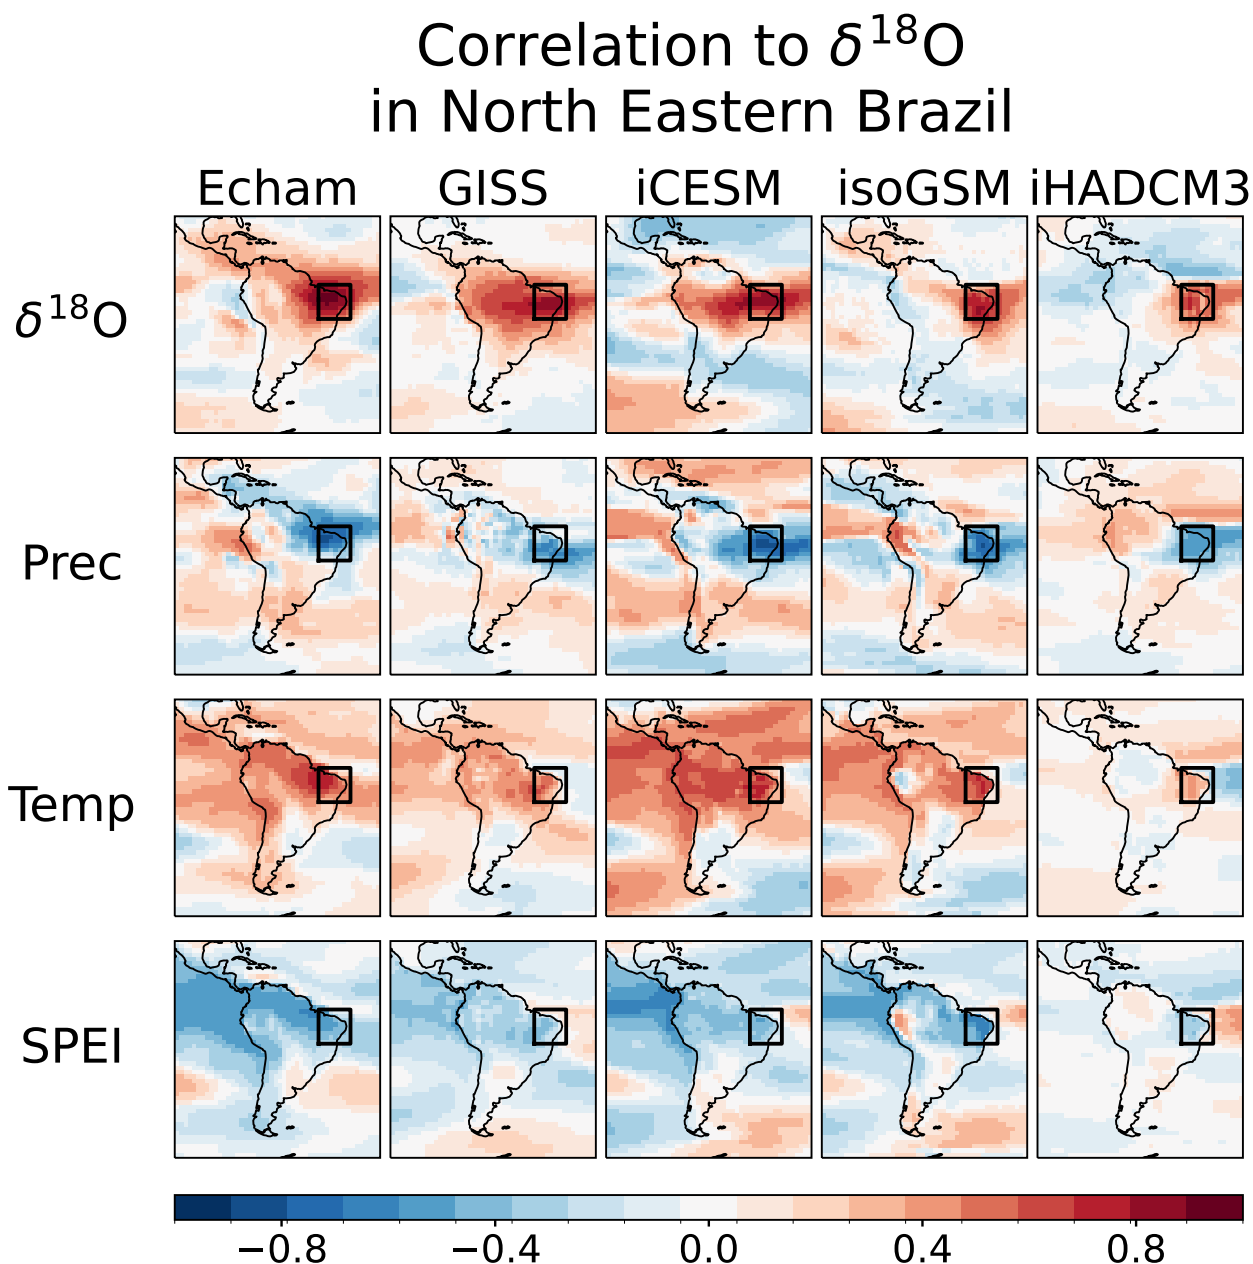 Correlation to δ¹⁸O
in North Eastern Brazil
Echam GISS iCESM isoGSM iHADCM3
δ¹⁸O
Prec
Temp
SPEI
−0.8 −0.4 0.0 0.4 0.8